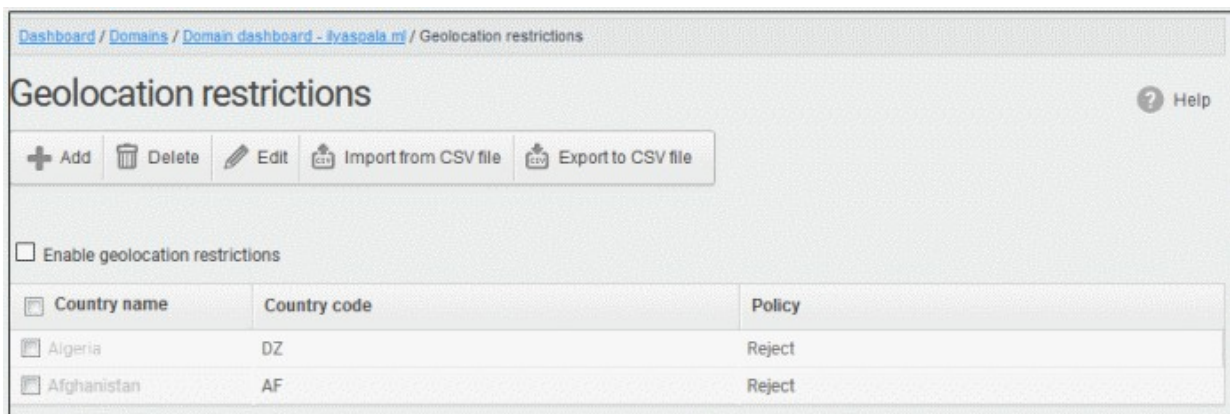 Dashboard / Domains / Domain dashboard - ilyaspala.ml / Geolocation restrictions
Geolocation restrictions
Help
Add Delete Edit Import from CSV file Export to CSV file
Enable geolocation restrictions
Country name Country code Policy
Algeria DZ Reject
Afghanistan AF Reject